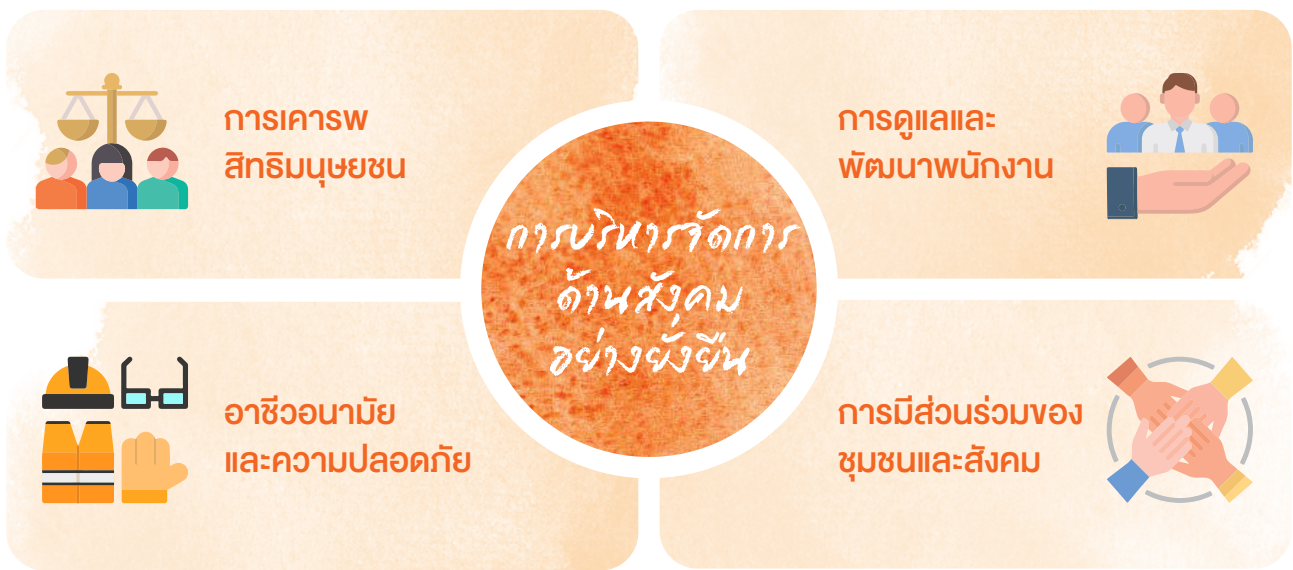 การเคารพ
สิทธิมนุษยชน
การดูแลและ
พัฒนาพนักงาน
การบริหารจัดการ
ด้านสังคม
อย่างยั่งยืน
อาชีวอนามัย
และความปลอดภัย
การมีส่วนร่วมของ
ชุมชนและสังคม